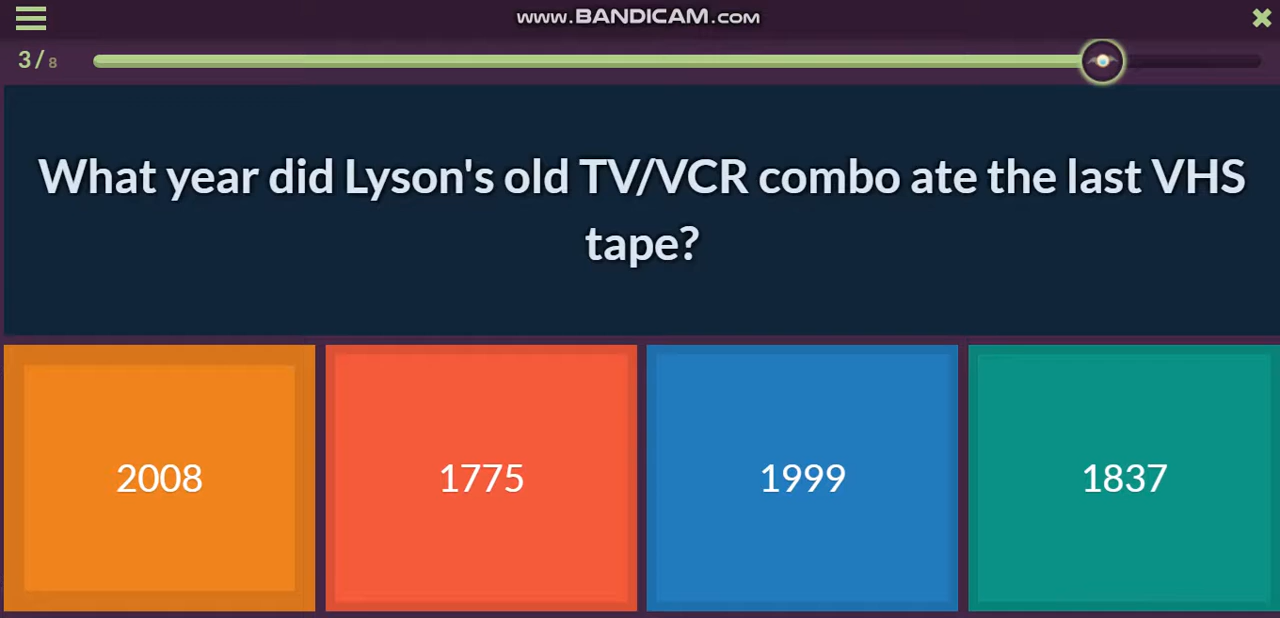 www.BANDICAM.com
3/8
What year did Lyson's old TV/VCR combo ate the last VHS
tape?
2008
1775
1999
1837